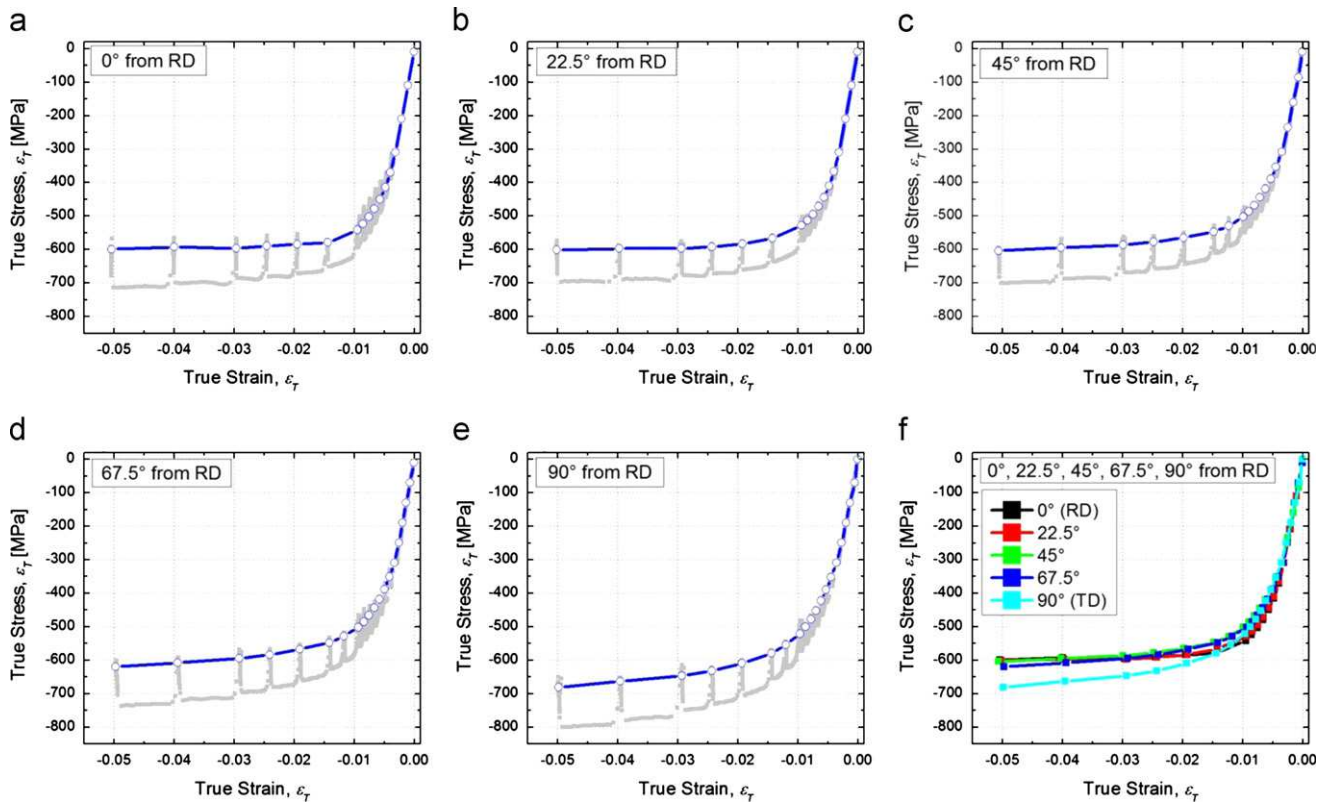 a
0° from RD
0
-100
-200
-300
-400
-500
-600
-700
-800
True Stress, εT [MPa]
-0.05 -0.04 -0.03 -0.02 -0.01 0.00
True Strain, εT
b
22.5° from RD
0
-100
-200
-300
-400
-500
-600
-700
-800
True Stress, εT [MPa]
-0.05 -0.04 -0.03 -0.02 -0.01 0.00
True Strain, εT
c
45° from RD
0
-100
-200
-300
-400
-500
-600
-700
-800
True Stress, εT [MPa]
-0.05 -0.04 -0.03 -0.02 -0.01 0.00
True Strain, εT
d
67.5° from RD
0
-100
-200
-300
-400
-500
-600
-700
-800
True Stress, εT [MPa]
-0.05 -0.04 -0.03 -0.02 -0.01 0.00
True Strain, εT
e
90° from RD
0
-100
-200
-300
-400
-500
-600
-700
-800
True Stress, εT [MPa]
-0.05 -0.04 -0.03 -0.02 -0.01 0.00
True Strain, εT
f
0°, 22.5°, 45°, 67.5°, 90° from RD
0° (RD)
22.5°
45°
67.5°
90° (TD)
0
-100
-200
-300
-400
-500
-600
-700
-800
True Stress, εT [MPa]
-0.05 -0.04 -0.03 -0.02 -0.01 0.00
True Strain, εT